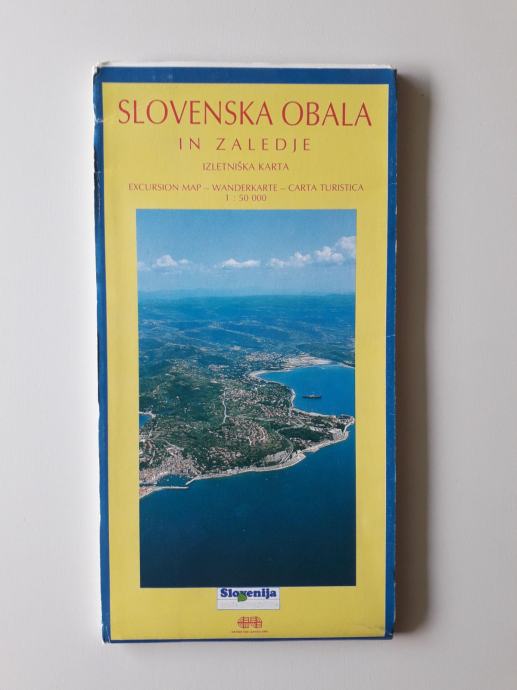 SLOVENSKA OBALA
IN ZALEDJE
IZLETNIŠKA KARTA
EXCURSION MAP – WANDERKARTE – CARTA TURISTICA
1 : 50 000
Slovenija